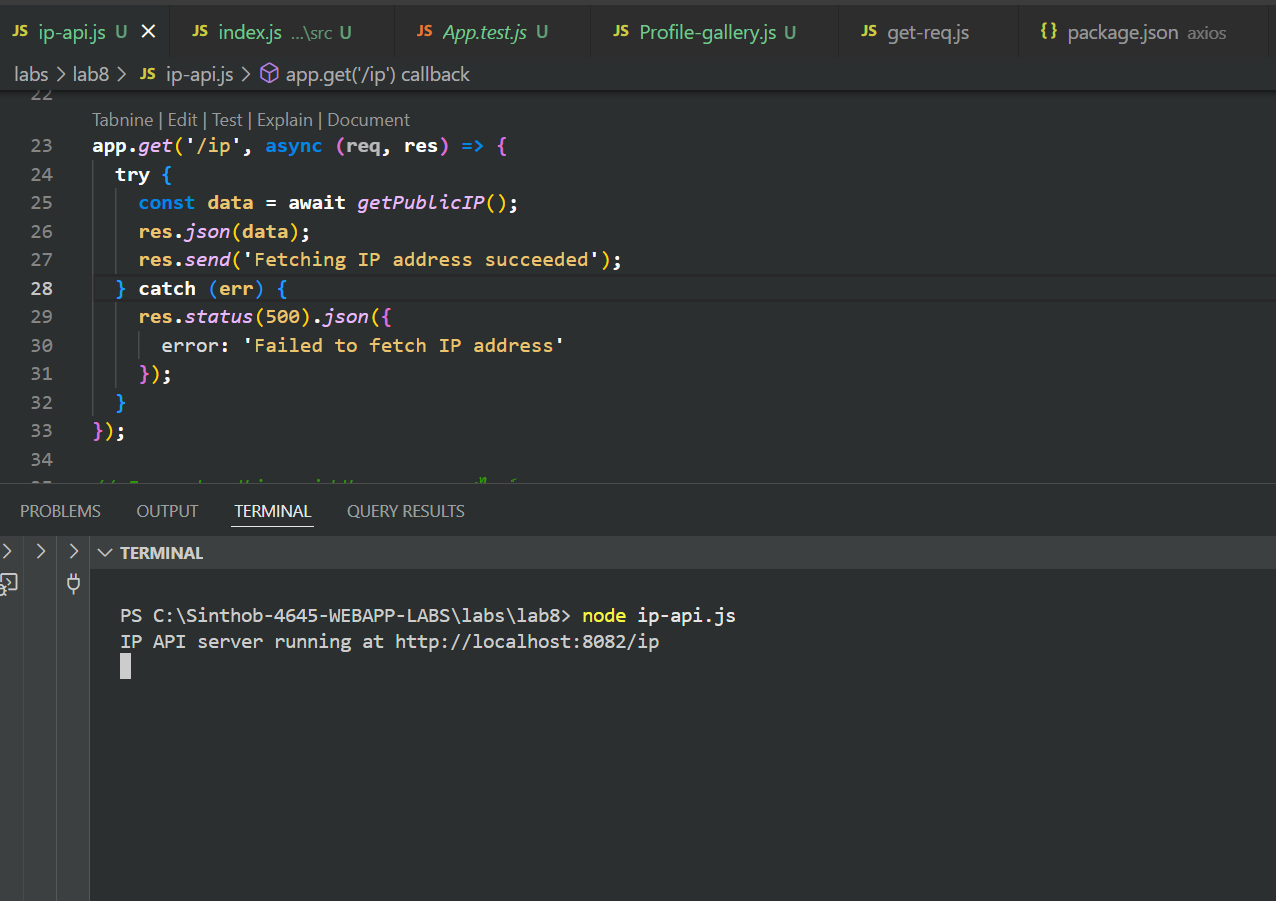 JS ip-api.js U JS index.js ...\src U JS App.test.js U JS Profile-gallery.js U JS get-req.js {} package.json axios
labs > lab8 > JS ip-api.js > app.get('/ip') callback
22
Tabnine | Edit | Test | Explain | Document
23 app.get('/ip', async (req, res) => {
24 try {
25 const data = await getPublicIP();
26 res.json(data);
27 res.send('Fetching IP address succeeded');
28 } catch (err) {
29 res.status(500).json({
30 error: 'Failed to fetch IP address'
31 });
32 }
33 });
34
PROBLEMS OUTPUT TERMINAL QUERY RESULTS
TERMINAL
PS C:\Sinthob-4645-WEBAPP-LABS\labs\lab8> node ip-api.js
IP API server running at http://localhost:8082/ip